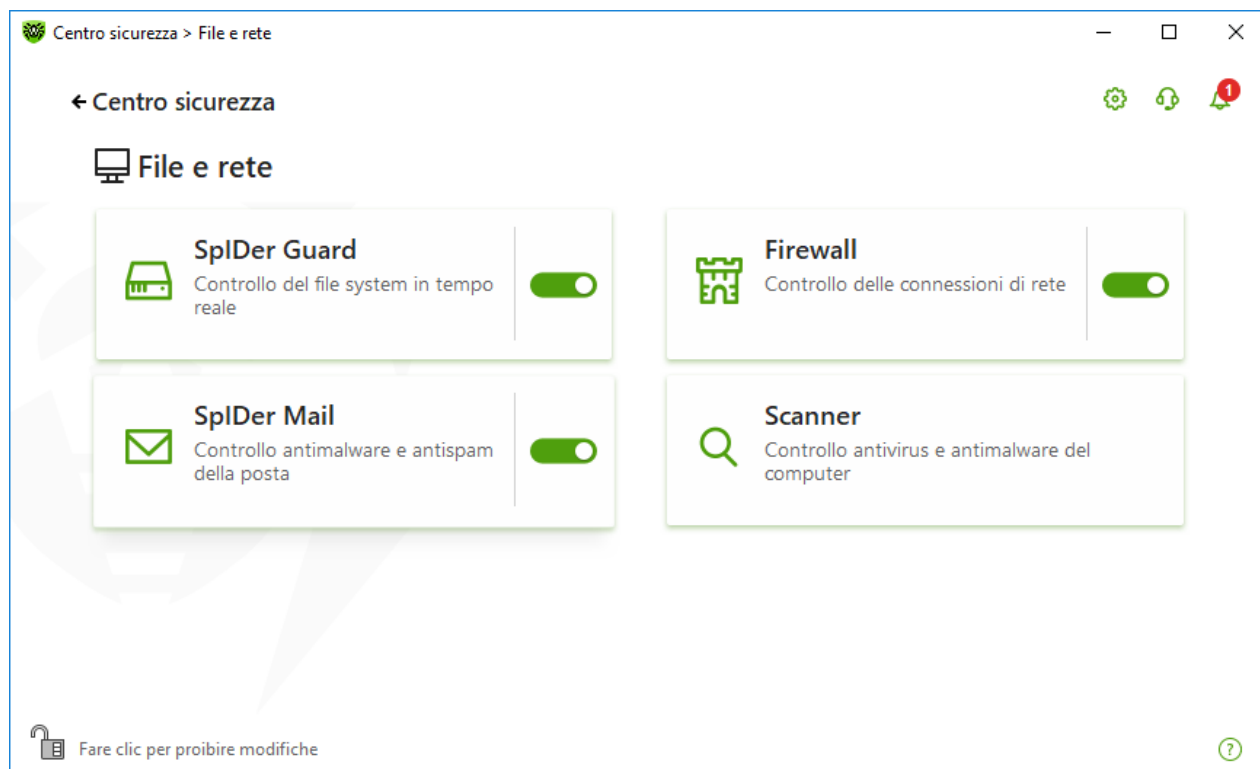 Centro sicurezza > File e rete
Centro sicurezza
1
File e rete
SpIDer Guard
Controllo del file system in tempo
reale
Firewall
Controllo delle connessioni di rete
SpIDer Mail
Controllo antimalware e antispam
della posta
Scanner
Controllo antivirus e antimalware del
computer
Fare clic per proibire modifiche
?